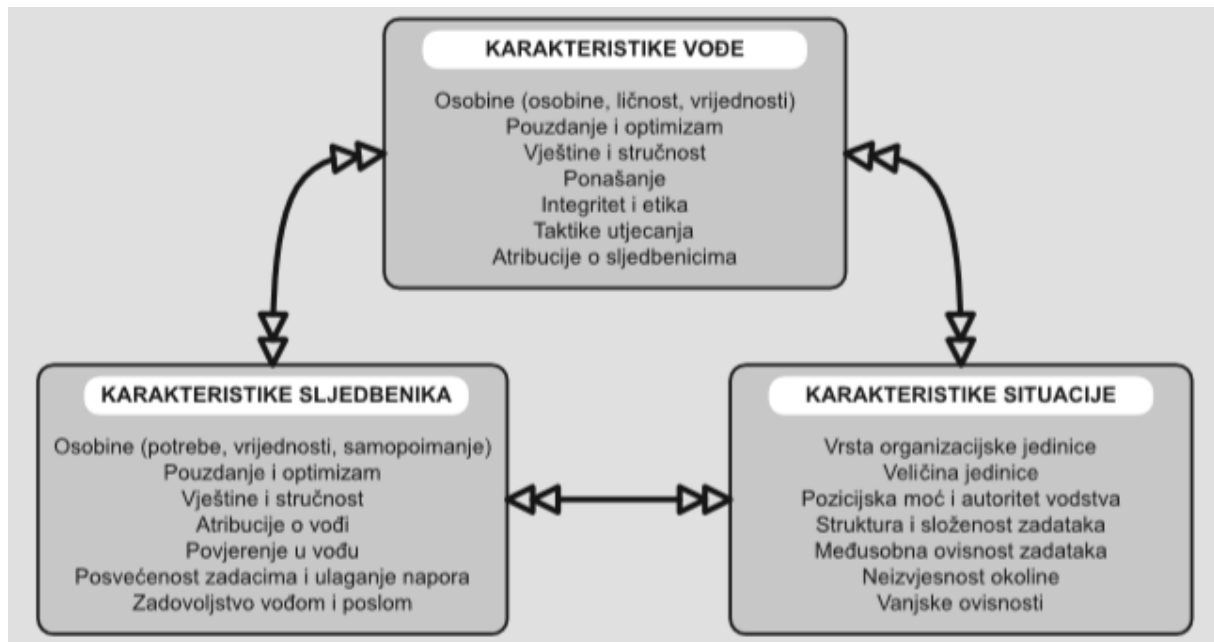 KARAKTERISTIKE VOĐE
Osobine (osobine, ličnost, vrijednosti)
Pouzdanje i optimizam
Vještine i stručnost
Ponašanje
Integritet i etika
Taktike utjecanja
Atribucije o sljedbenicima
KARAKTERISTIKE SLJEDBENIKA
Osobine (potrebe, vrijednosti, samopoimanje)
Pouzdanje i optimizam
Vještine i stručnost
Atribucije o vođi
Povjerenje u vođu
Posvećenost zadacima i ulaganje napora
Zadovoljstvo vođom i poslom
KARAKTERISTIKE SITUACIJE
Vrsta organizacijske jedinice
Veličina jedinice
Pozicijska moć i autoritet vodstva
Struktura i složenost zadataka
Međusobna ovisnost zadataka
Neizvjesnost okoline
Vanjske ovisnosti